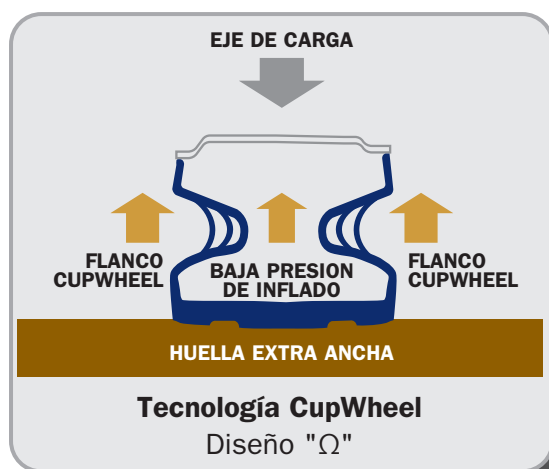 EJE DE CARGA
FLANCO
CUPWHEEL
BAJA PRESION
DE INFLADO
FLANCO
CUPWHEEL
HUELLA EXTRA ANCHA
Tecnología CupWheel
Diseño "Ω"